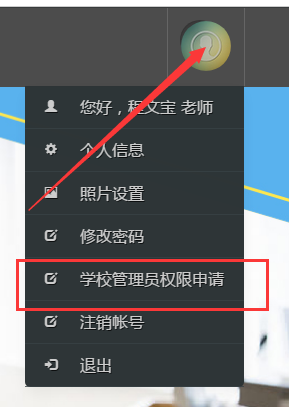 您好，程文宝 老师
个人信息
照片设置
修改密码
学校管理员权限申请
注销帐号
退出